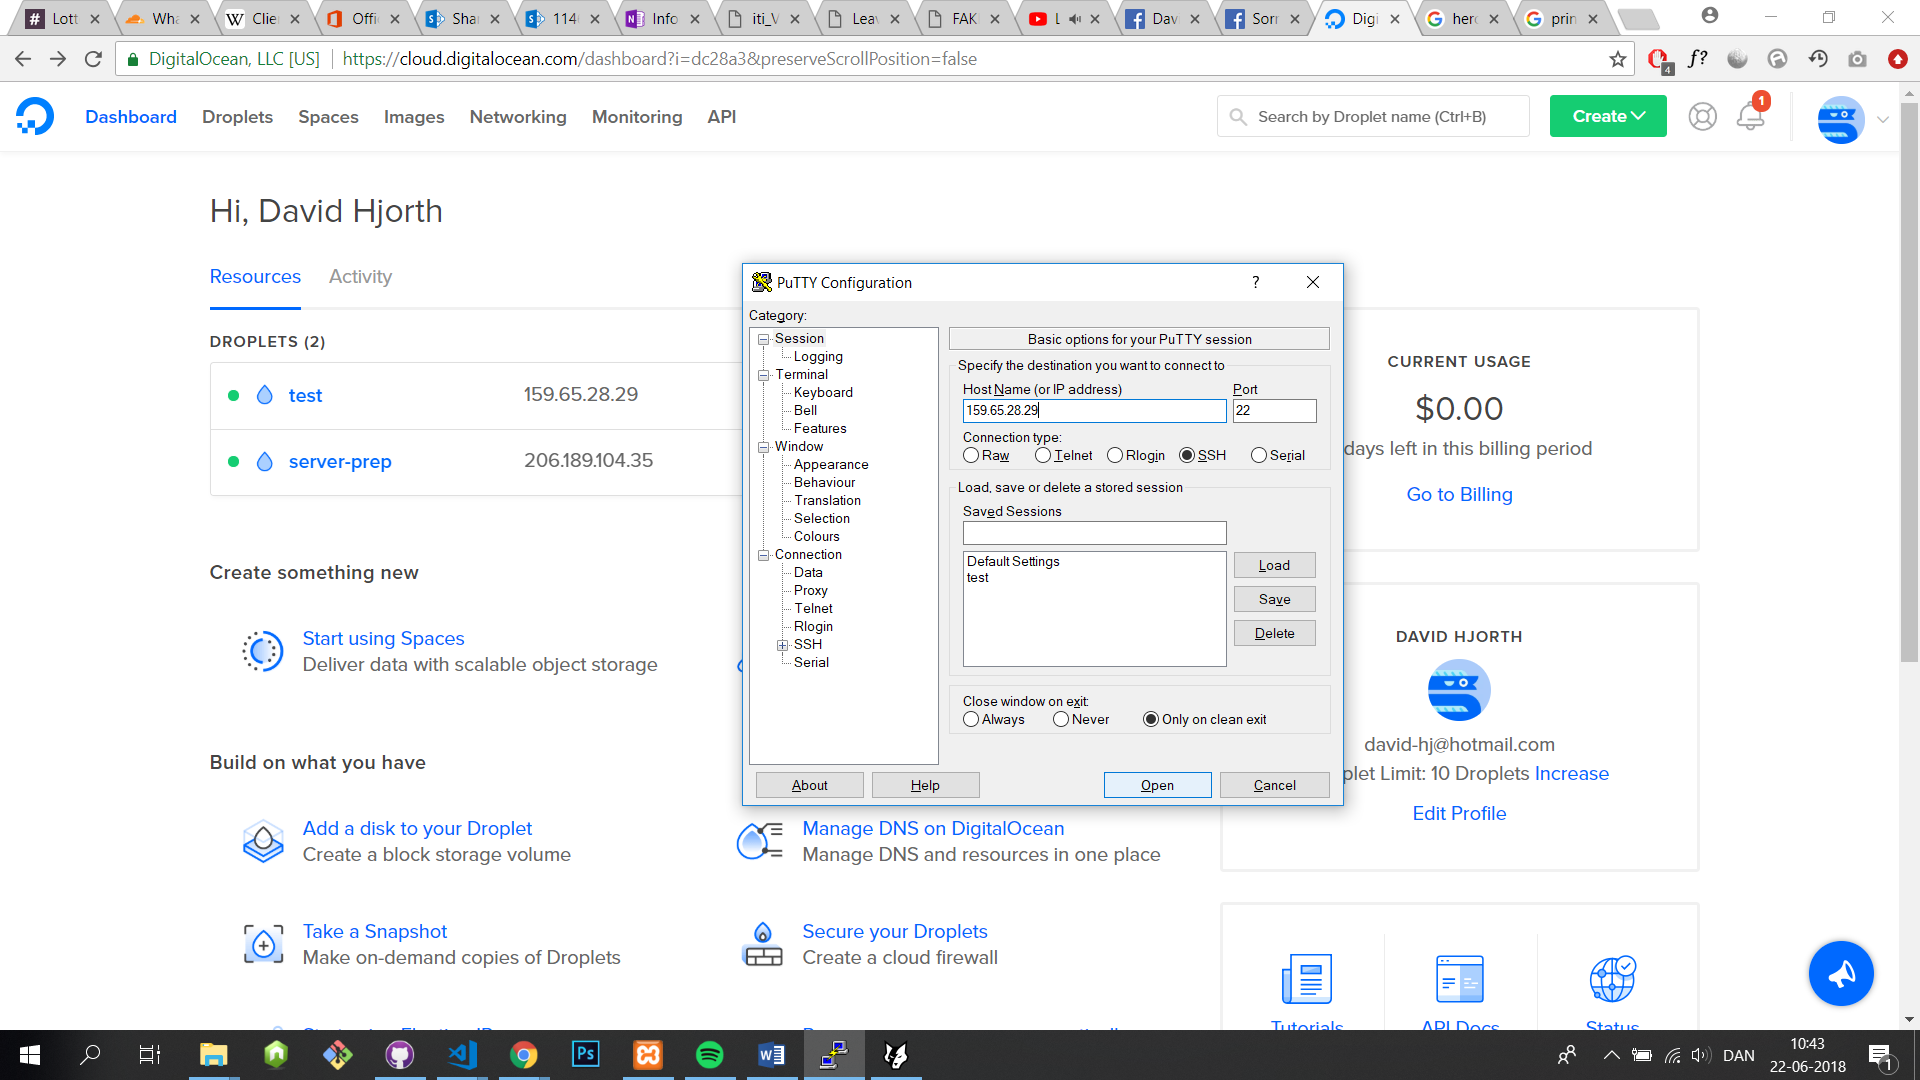 Lott
Wha
Clie
Offi
Shar
114
Info
iti_V
Leav
FAK
L
Davi
Sorr
Digi
hero
prin
DigitalOcean, LLC [US]
https://cloud.digitalocean.com/dashboard?i=dc28a3&preserveScrollPosition=false
4
f?
Dashboard
Droplets
Spaces
Images
Networking
Monitoring
API
Search by Droplet name (Ctrl+B)
Create
1
Hi, David Hjorth
Resources
Activity
DROPLETS (2)
test
159.65.28.29
server-prep
206.189.104.35
Create something new
Start using Spaces
Deliver data with scalable object storage
Build on what you have
Add a disk to your Droplet
Create a block storage volume
Manage DNS on DigitalOcean
Manage DNS and resources in one place
Take a Snapshot
Make on-demand copies of Droplets
Secure your Droplets
Create a cloud firewall
PuTTY Configuration
?
Category:
Session
Logging
Terminal
Keyboard
Bell
Features
Window
Appearance
Behaviour
Translation
Selection
Colours
Connection
Data
Proxy
Telnet
Rlogin
SSH
Serial
Basic options for your PuTTY session
Specify the destination you want to connect to
Host Name (or IP address)
Port
159.65.28.29
22
Connection type:
Raw
Telnet
Rlogin
SSH
Serial
Load, save or delete a stored session
Saved Sessions
Default Settings
test
Load
Save
Delete
Close window on exit:
Always
Never
Only on clean exit
About
Help
Open
Cancel
CURRENT USAGE
$0.00
days left in this billing period
Go to Billing
DAVID HJORTH
david-hj@hotmail.com
plet Limit: 10 Droplets Increase
Edit Profile
Tutorials
API Docs
Status
Ps
DAN
10:43
22-06-2018
1